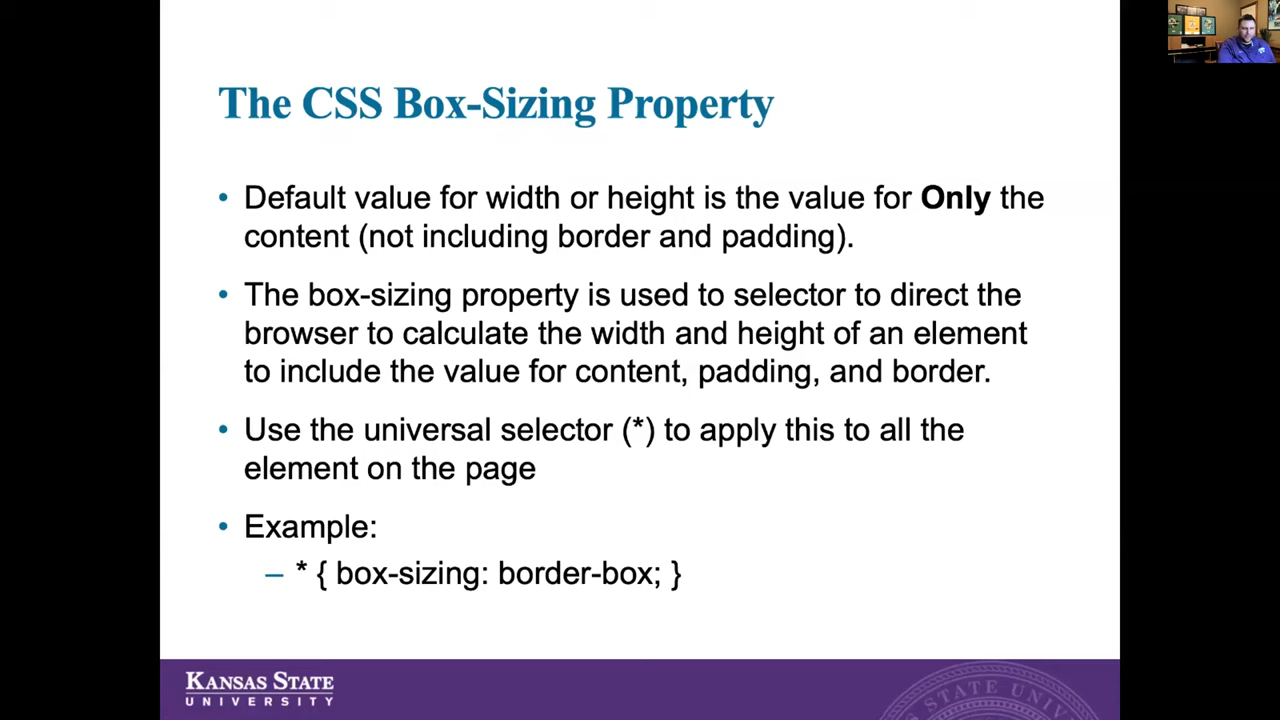 The CSS Box-Sizing Property
• Default value for width or height is the value for Only the
content (not including border and padding).
• The box-sizing property is used to selector to direct the
browser to calculate the width and height of an element
to include the value for content, padding, and border.
• Use the universal selector (*) to apply this to all the
element on the page
• Example:
– * { box-sizing: border-box; }
KANSAS STATE
UNIVERSITY
STATE UNIV